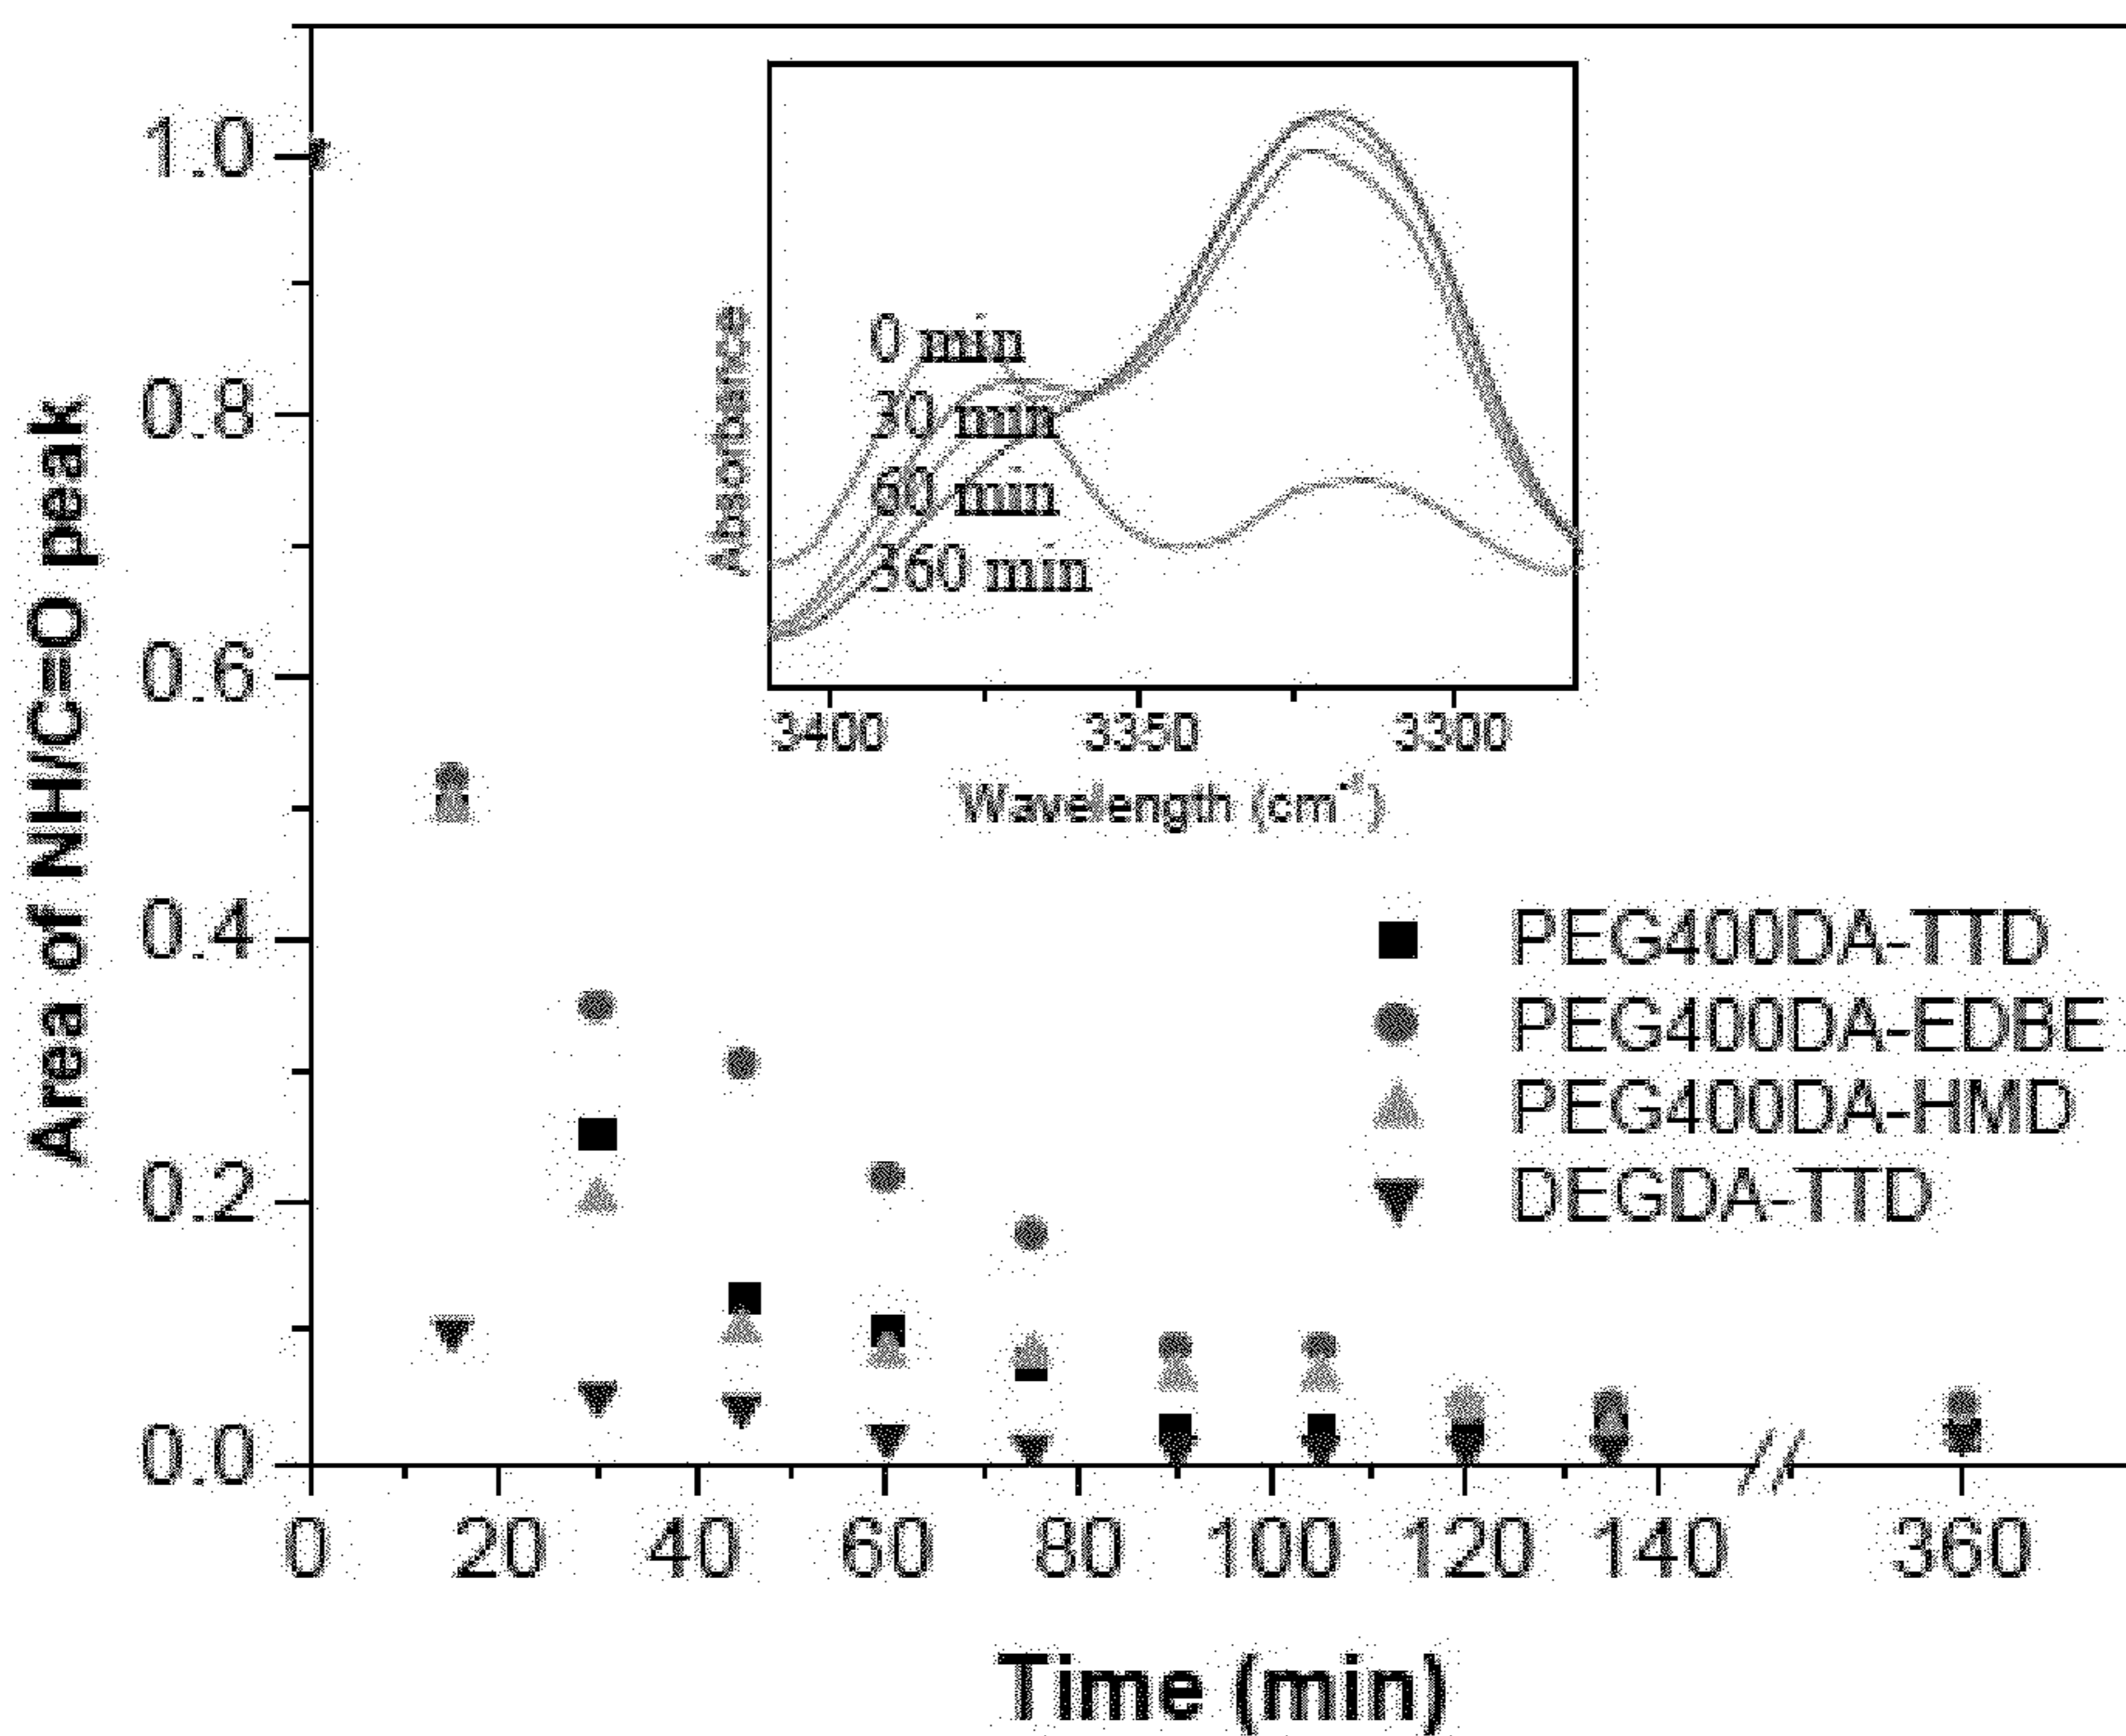 Area of NH/C=O peak
1.0
0.8
0.6
0.4
0.2
0.0
Absorbance
0 min
30 min
60 min
360 min
3400 3350 3300
Wavelength (cm⁻¹)
PEG400DA-TTD
PEG400DA-EDBE
PEG400DA-HMD
DEGDA-TTD
0 20 40 60 80 100 120 140 360
Time (min)